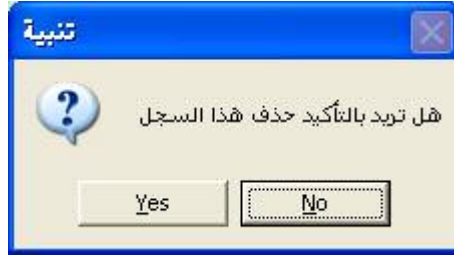 تنبية
هل تريد بالتأكيد حذف هذا السجل
Yes
No